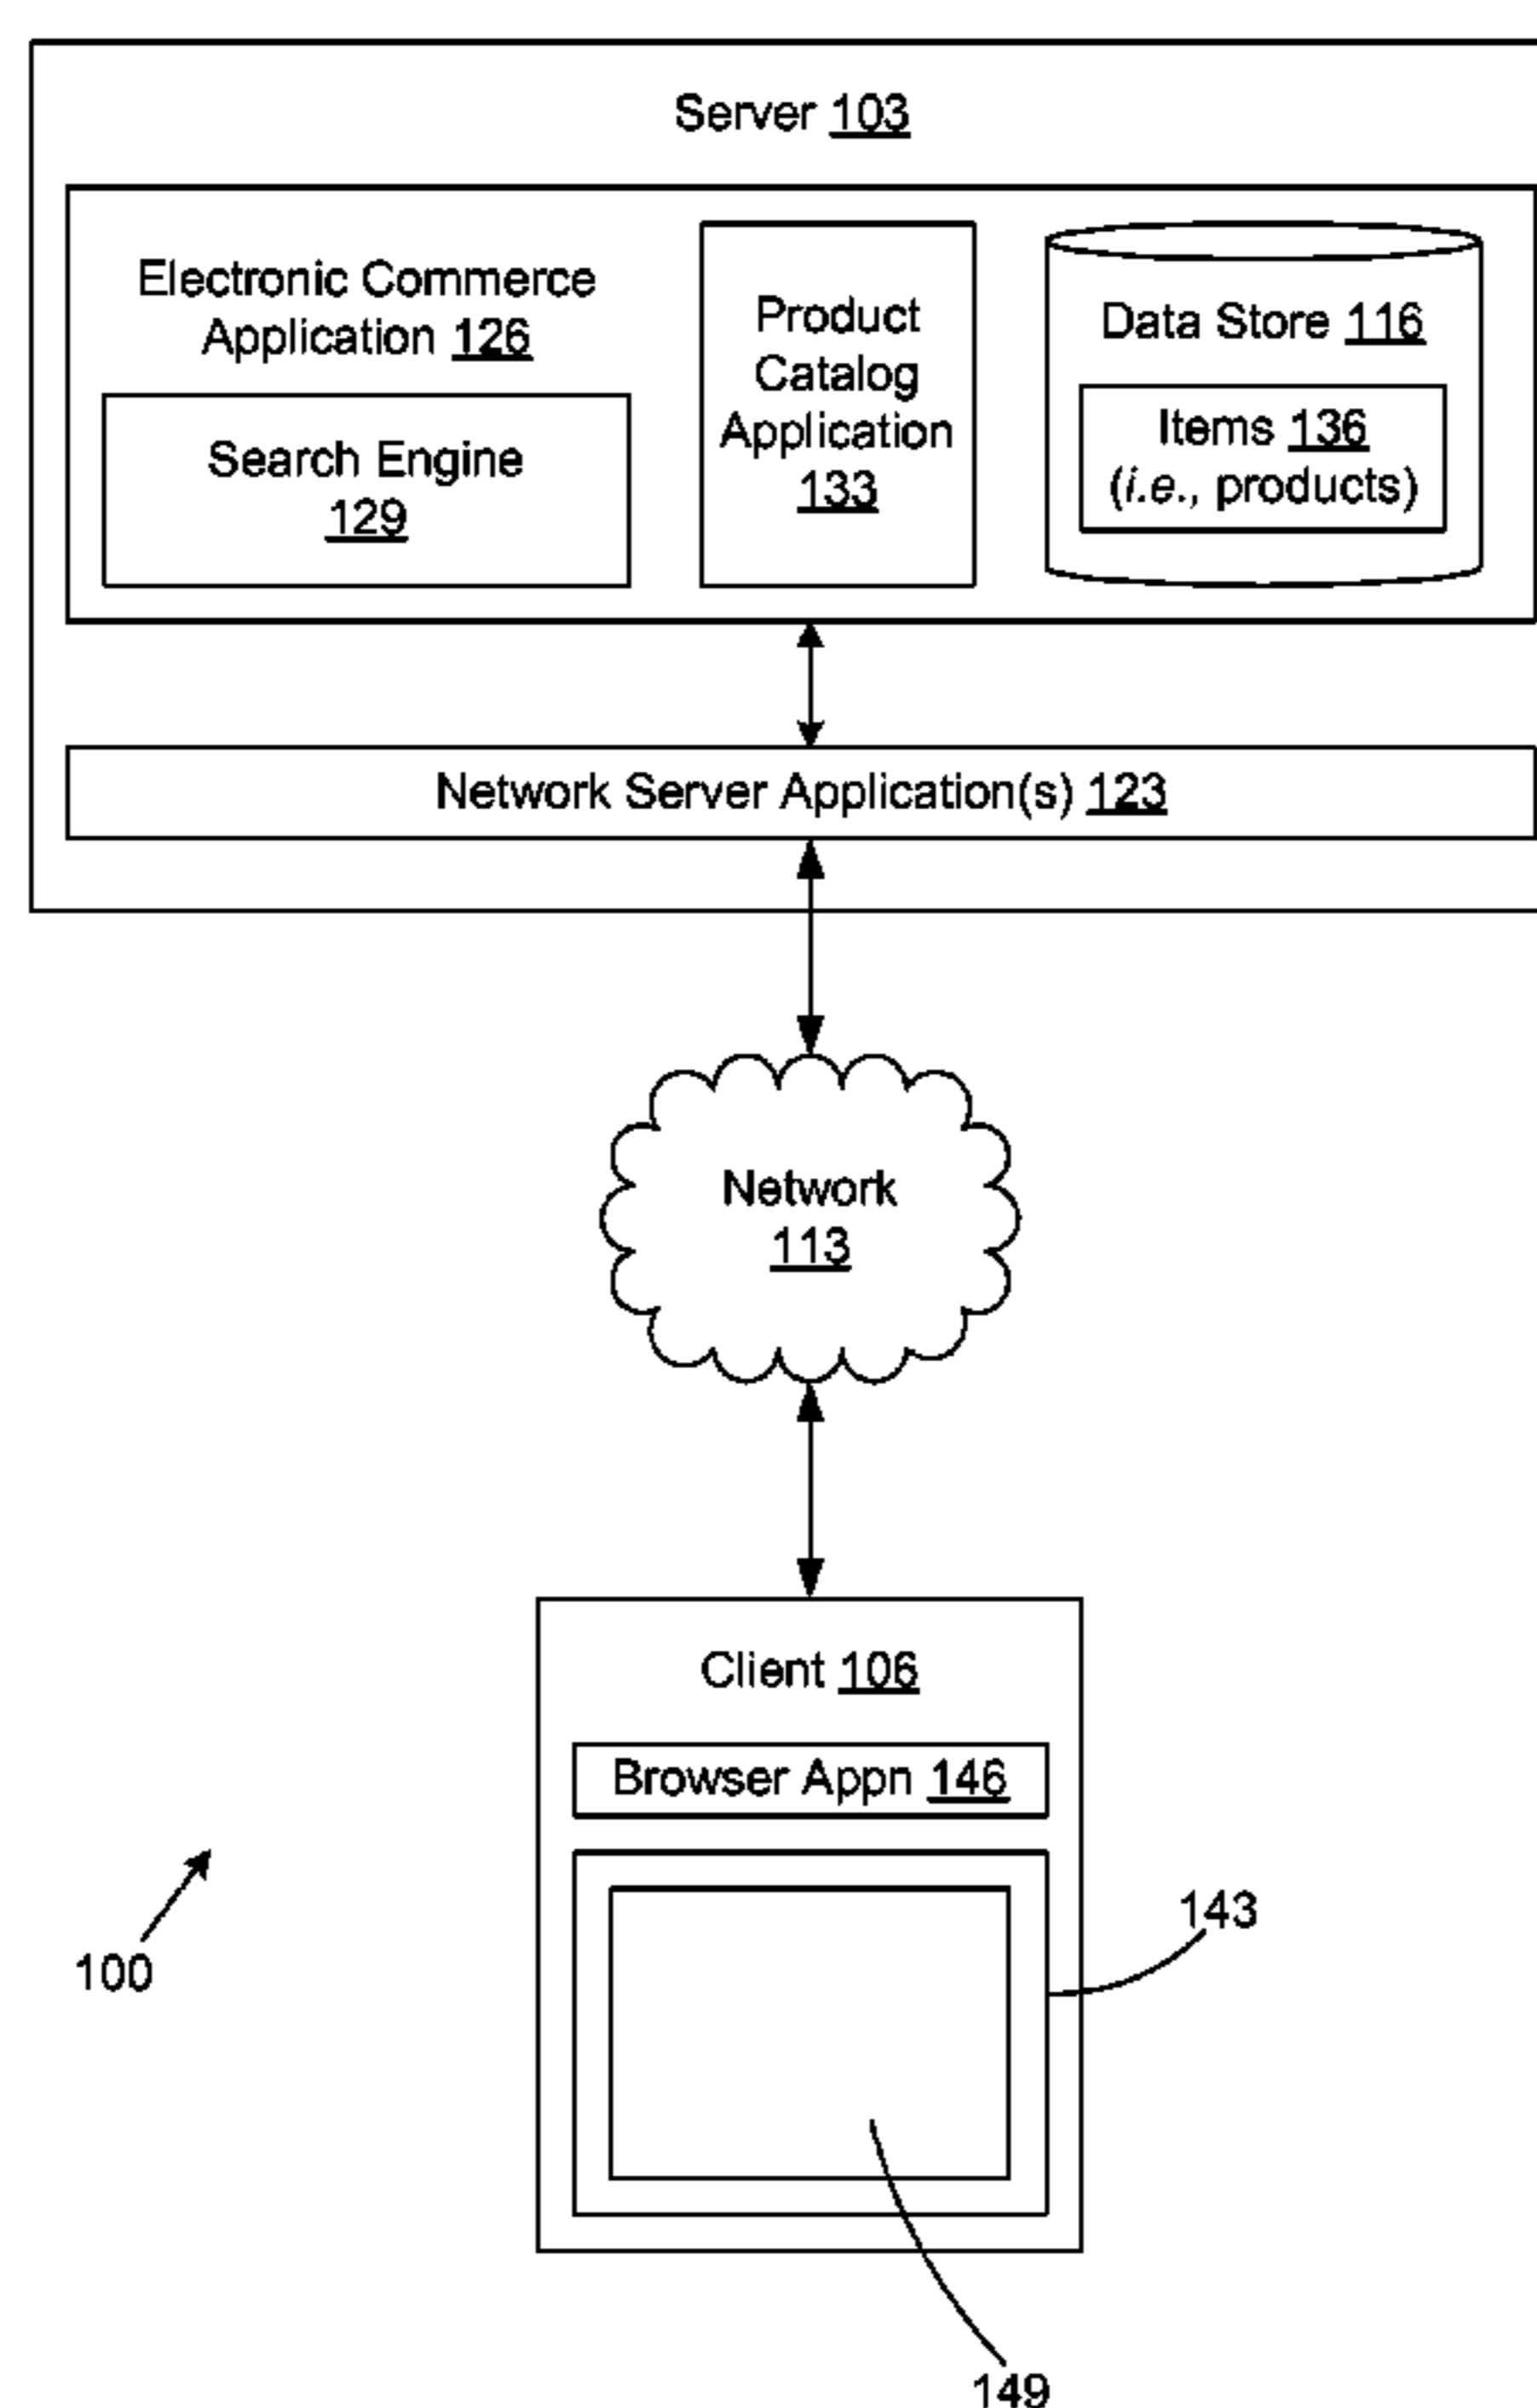 Server 103
Electronic Commerce
Application 126
Search Engine
129
Product
Catalog
Application
133
Data Store 116
Items 136
(i.e., products)
Network Server Application(s) 123
Network
113
Client 106
Browser Appn 146
143
100
149